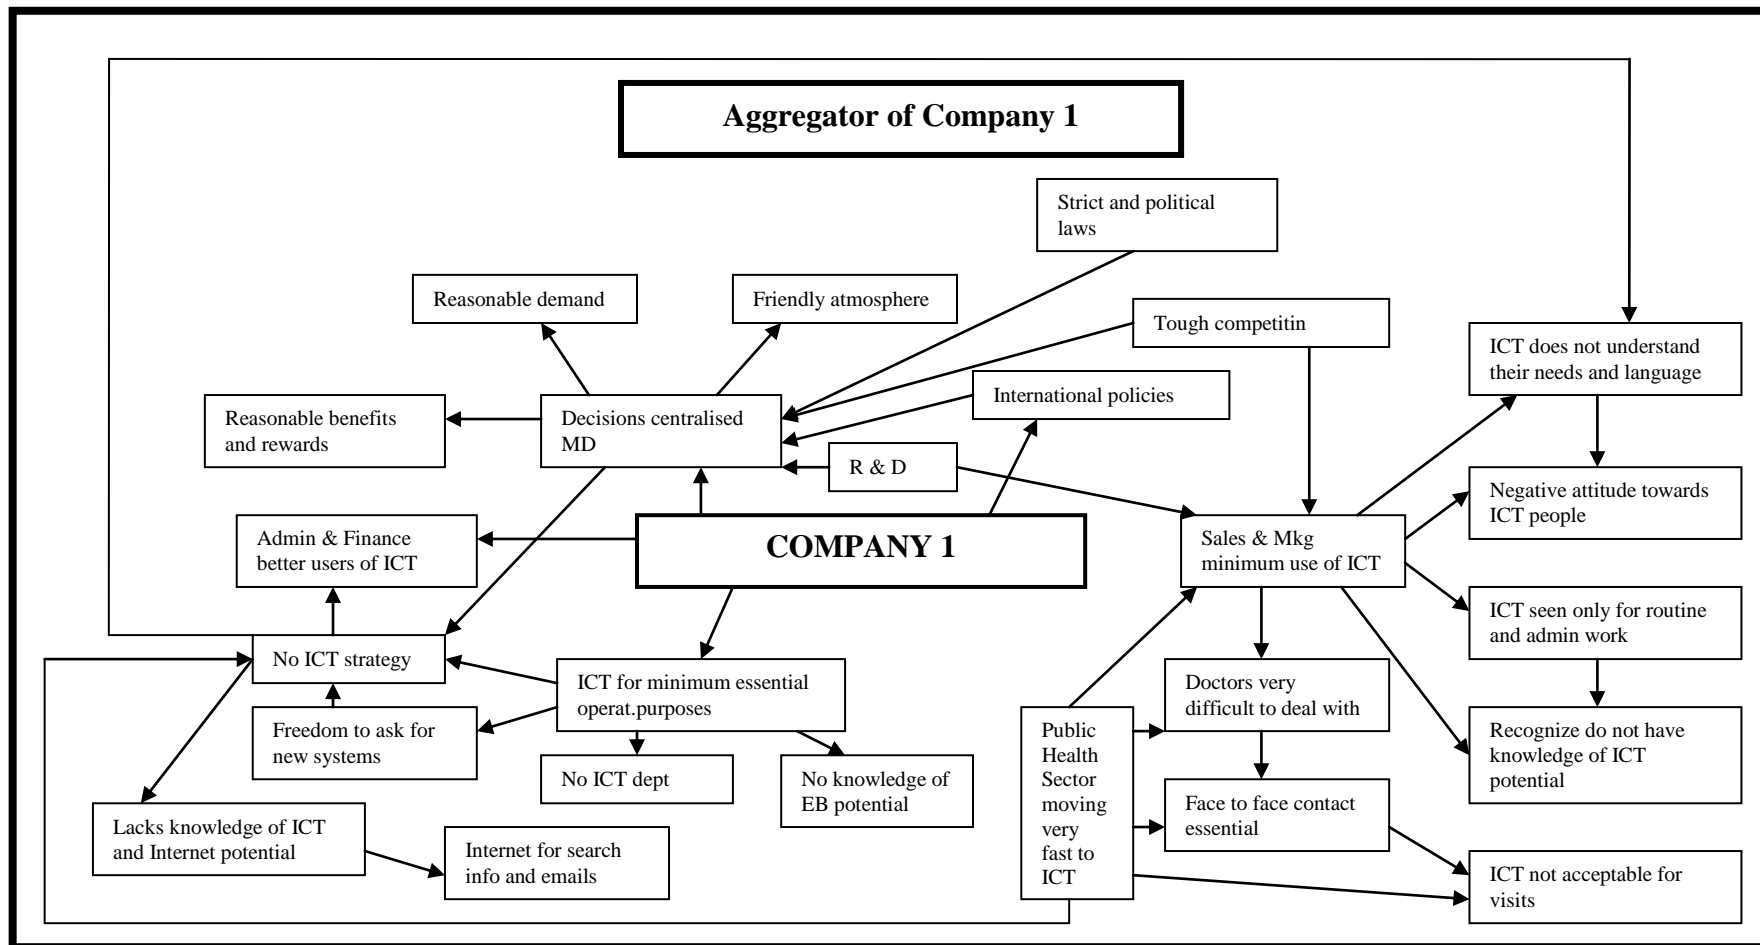 Aggregator of Company 1
Strict and political
laws
Reasonable demand
Friendly atmosphere
Tough competitin
ICT does not understand
their needs and language
International policies
Reasonable benefits
and rewards
Decisions centralised
MD
R & D
Negative attitude towards
ICT people
Admin & Finance
better users of ICT
COMPANY 1
Sales & Mkg
minimum use of ICT
ICT seen only for routine
and admin work
No ICT strategy
ICT for minimum essential
operat.purposes
Doctors very
difficult to deal with
Freedom to ask for
new systems
Public
Health
Sector
moving
very
fast to
ICT
Recognize do not have
knowledge of ICT
potential
No ICT dept
No knowledge of
EB potential
Face to face contact
essential
Lacks knowledge of ICT
and Internet potential
Internet for search
info and emails
ICT not acceptable for
visits